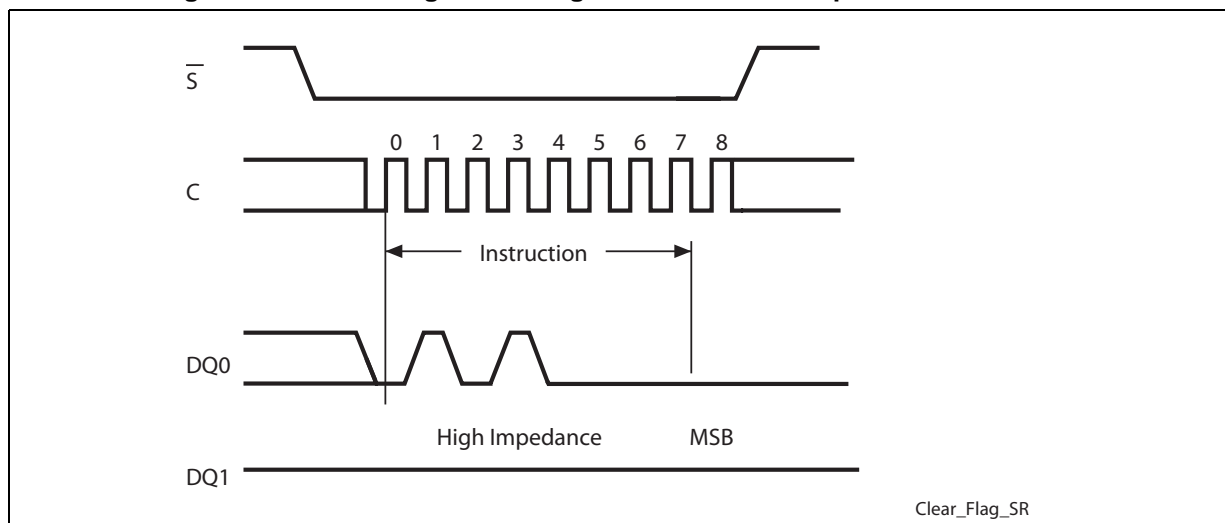 S
0 1 2 3 4 5 6 7 8
C
Instruction
DQ0
High Impedance MSB
DQ1
Clear_Flag_SR